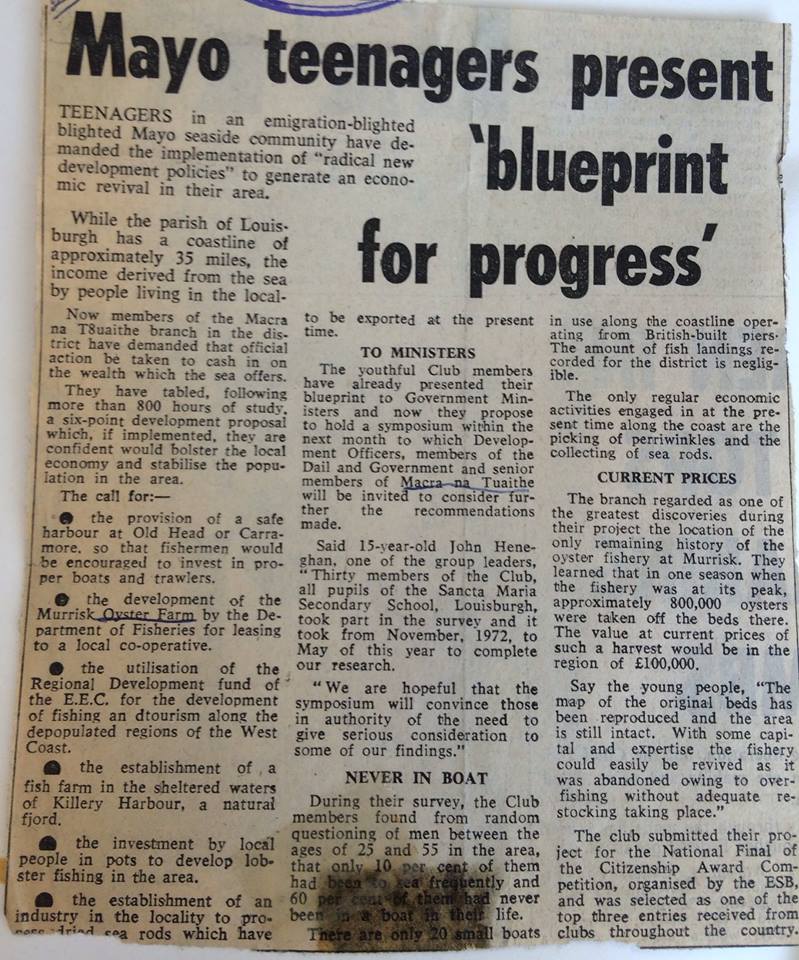 Mayo teenagers present
'blueprint
for progress'
TEENAGERS in an emigration-blighted
blighted Mayo seaside community have de-
manded the implementation of "radical new
development policies" to generate an econo-
mic revival in their area.
While the parish of Louis-
burgh has a coastline of
approximately 35 miles, the
income derived from the sea
by people living in the local-
Now members of the Macra
na T8uaithe branch in the dis-
trict have demanded that official
action be taken to cash in on
the wealth which the sea offers.
They have tabled, following
more than 800 hours of study,
a six-point development proposal
which, if implemented, they are
confident would bolster the local
economy and stabilise the popu-
lation in the area.
The call for:—
● the provision of a safe
harbour at Old Head or Carra-
more, so that fishermen would
be encouraged to invest in pro-
per boats and trawlers.
● the development of the
Murrisk Oyster Farm by the De-
partment of Fisheries for leasing
to a local co-operative.
● the utilisation of the
Regional Development fund of
the E.E.C. for the development
of fishing an dtourism along the
depopulated regions of the West
Coast.
● the establishment of a
fish farm in the sheltered waters
of Killery Harbour, a natural
fjord.
● the investment by local
people in pots to develop lob-
ster fishing in the area.
● the establishment of an
industry in the locality to pro-
cess dried sea rods which have
to be exported at the present
time.
TO MINISTERS
The youthful Club members
have already presented their
blueprint to Government Min-
isters and now they propose
to hold a symposium within the
next month to which Develop-
ment Officers, members of the
Dail and Government and senior
members of Macra na Tuaithe
will be invited to consider fur-
ther the recommendations
made.
Said 15-year-old John Hene-
ghan, one of the group leaders,
"Thirty members of the Club,
all pupils of the Sancta Maria
Secondary School, Louisburgh,
took part in the survey and it
took from November, 1972, to
May of this year to complete
our research.
"We are hopeful that the
symposium will convince those
in authority of the need to
give serious consideration to
some of our findings."
NEVER IN BOAT
During their survey, the Club
members found from random
questioning of men between the
ages of 25 and 55 in the area,
that only 10 per cent of them
had been to sea frequently and
60 per cent of them had never
been in a boat in their life.
There are only 20 small boats
in use along the coastline oper-
ating from British-built piers.
The amount of fish landings re-
corded for the district is neglig-
ible.
The only regular economic
activities engaged in at the pre-
sent time along the coast are the
picking of perriwinkles and the
collecting of sea rods.
CURRENT PRICES
The branch regarded as one of
the greatest discoveries during
their project the location of the
only remaining history of the
oyster fishery at Murrisk. They
learned that in one season when
the fishery was at its peak,
approximately 800,000 oysters
were taken off the beds there.
The value at current prices of
such a harvest would be in the
region of £100,000.
Say the young people, "The
map of the original beds has
been reproduced and the area
is still intact. With some capi-
tal and expertise the fishery
could easily be revived as it
was abandoned owing to over-
fishing without adequate re-
stocking taking place."
The club submitted their pro-
ject for the National Final of
the Citizenship Award Com-
petition, organised by the ESB,
and was selected as one of the
top three entries received from
clubs throughout the country.